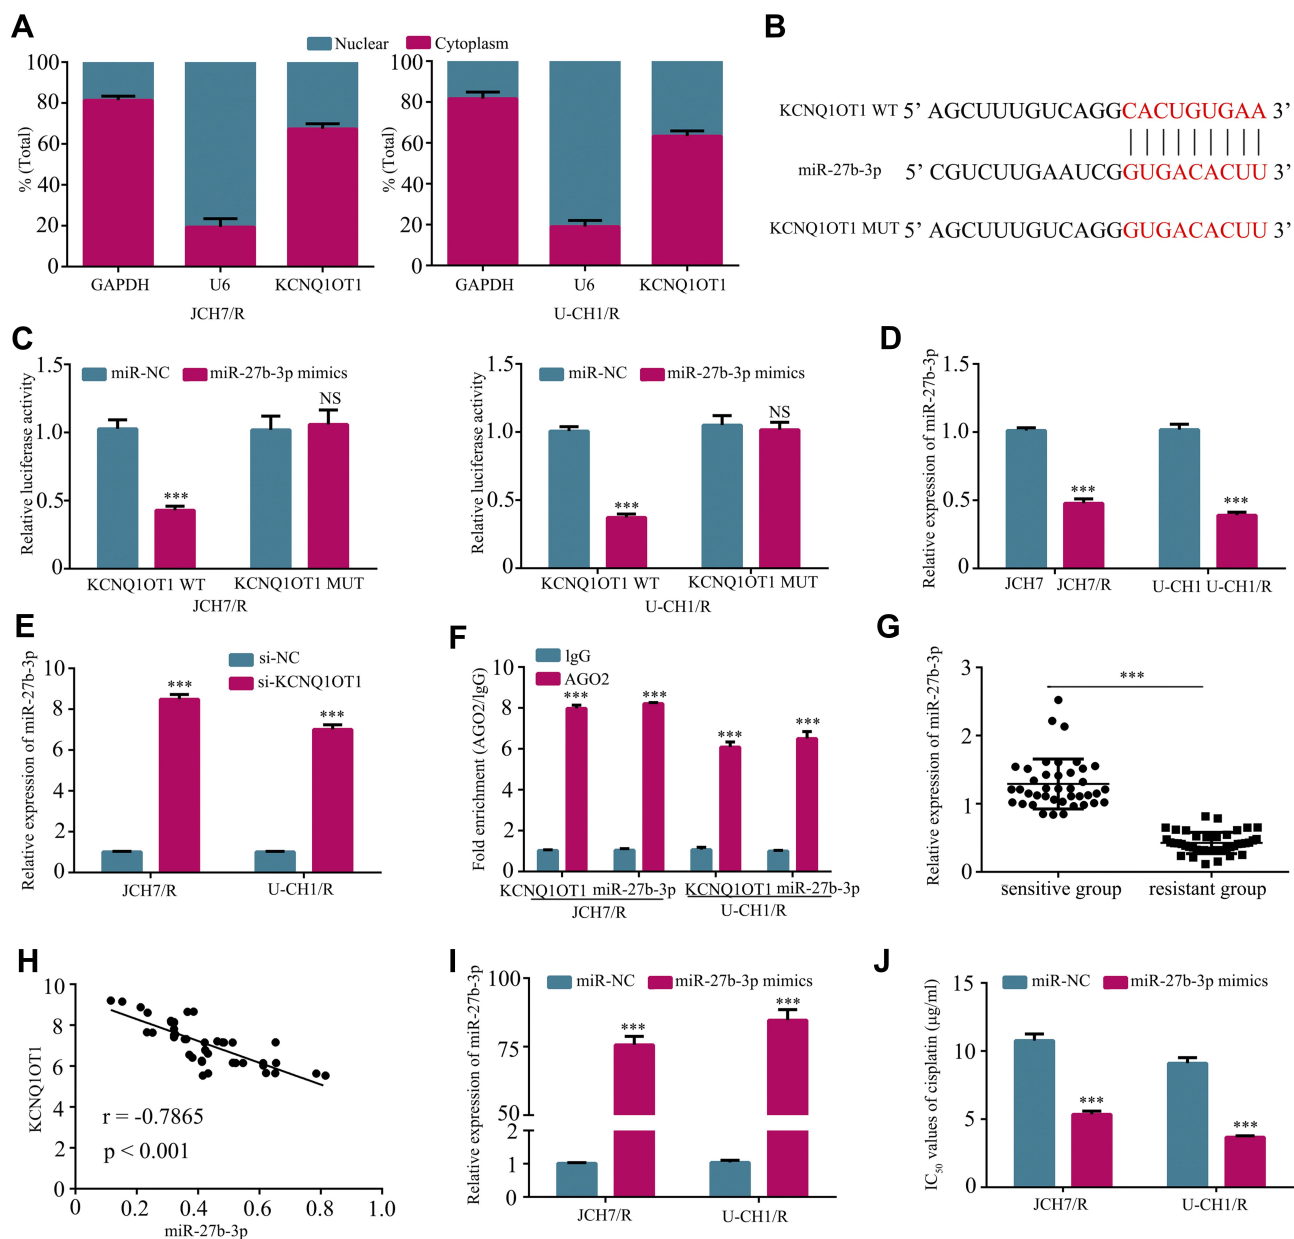 A
Nuclear Cytoplasm
% (Total)
100
80
60
40
20
0
GAPDH U6 KCNQ1OT1
JCH7/R
% (Total)
100
80
60
40
20
0
GAPDH U6 KCNQ1OT1
U-CH1/R
B
KCNQ1OT1 WT 5’ AGCUUUGUCAGGCACUGUGAA 3’
miR-27b-3p 5’ CGUCUUGAAUCGGUGACACUU 3’
KCNQ1OT1 MUT 5’ AGCUUUGUCAGGGUGACACUU 3’
C
Relative luciferase activity
1.5
1.0
0.5
0
miR-NC miR-27b-3p mimics
***
NS
KCNQ1OT1 WT KCNQ1OT1 MUT
JCH7/R
Relative luciferase activity
1.5
1.0
0.5
0
miR-NC miR-27b-3p mimics
***
NS
KCNQ1OT1 WT KCNQ1OT1 MUT
U-CH1/R
D
Relative expression of miR-27b-3p
1.5
1.0
0.5
0
***
***
JCH7 JCH7/R U-CH1 U-CH1/R
E
Relative expression of miR-27b-3p
10
8
6
4
2
0
si-NC
si-KCNQ1OT1
***
***
JCH7/R U-CH1/R
F
Fold enrichment (AGO2/lgG)
10
8
6
4
2
0
lgG
AGO2
***
***
***
***
KCNQ1OT1 miR-27b-3p KCNQ1OT1 miR-27b-3p
JCH7/R U-CH1/R
G
Relative expression of miR-27b-3p
3
2
1
0
***
sensitive group resistant group
H
KCNQ1OT1
10
8
6
4
2
0
r = -0.7865
p < 0.001
0 0.2 0.4 0.6 0.8 1.0
miR-27b-3p
I
Relative expression of miR-27b-3p
100
75
50
2
1
0
miR-NC miR-27b-3p mimics
***
***
JCH7/R U-CH1/R
J
IC50 values of cisplatin (μg/ml)
15
10
5
0
miR-NC miR-27b-3p mimics
***
***
JCH7/R U-CH1/R